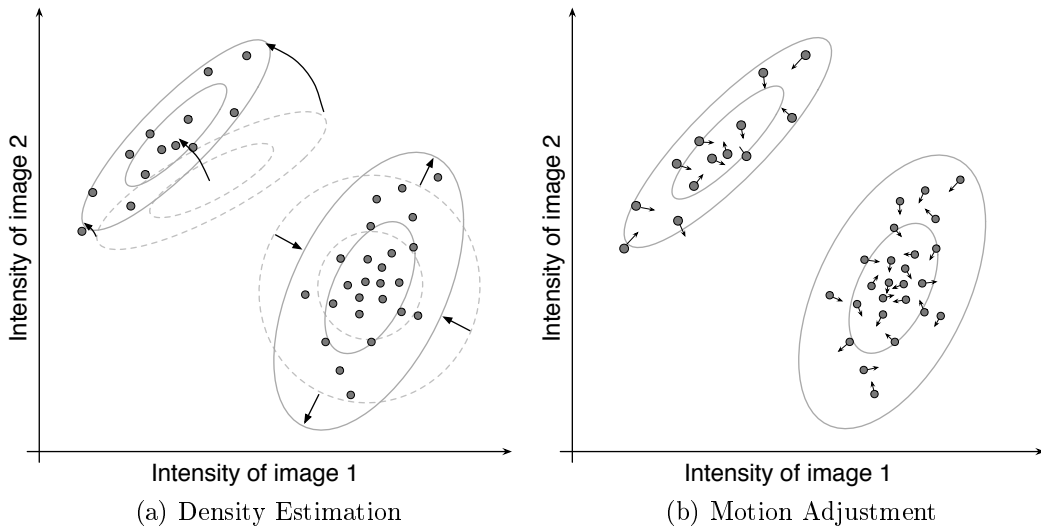 Intensity of image 2
Intensity of image 1
(a) Density Estimation
Intensity of image 2
Intensity of image 1
(b) Motion Adjustment